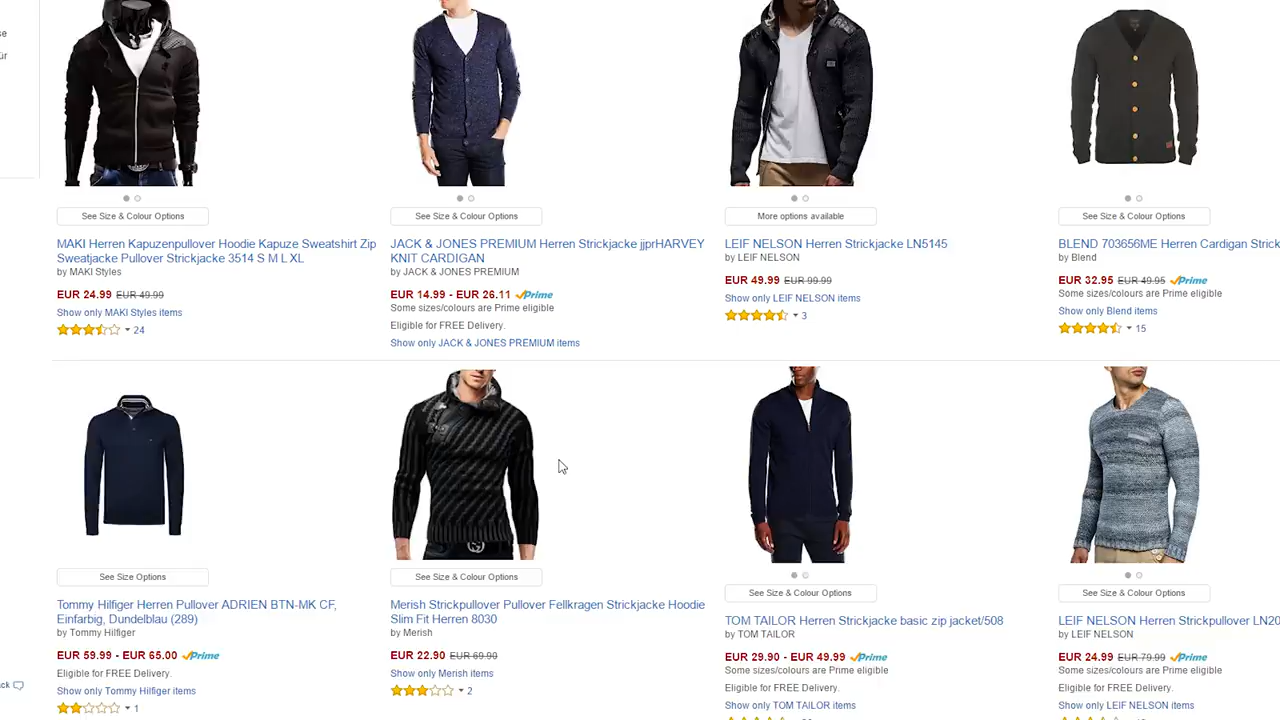 se
ür
See Size & Colour Options
See Size & Colour Options
More options available
See Size & Colour Options
MAKI Herren Kapuzenpullover Hoodie Kapuze Sweatshirt Zip
Sweatjacke Pullover Strickjacke 3514 S M L XL
by MAKI Styles
EUR 24.99 EUR 49.99
Show only MAKI Styles items
24
JACK & JONES PREMIUM Herren Strickjacke jjprHARVEY
KNIT CARDIGAN
by JACK & JONES PREMIUM
EUR 14.99 - EUR 26.11 Prime
Some sizes/colours are Prime eligible
Eligible for FREE Delivery.
Show only JACK & JONES PREMIUM items
LEIF NELSON Herren Strickjacke LN5145
by LEIF NELSON
EUR 49.99 EUR 99.99
Show only LEIF NELSON items
3
BLEND 703656ME Herren Cardigan Strick
by Blend
EUR 32.95 EUR 49.95 Prime
Some sizes/colours are Prime eligible
Show only Blend items
15
See Size Options
See Size & Colour Options
See Size & Colour Options
See Size & Colour Options
Tommy Hilfiger Herren Pullover ADRIEN BTN-MK CF,
Einfarbig, Dundelblau (289)
by Tommy Hilfiger
EUR 59.99 - EUR 65.00 Prime
Eligible for FREE Delivery.
Show only Tommy Hilfiger items
1
Merish Strickpullover Pullover Fellkragen Strickjacke Hoodie
Slim Fit Herren 8030
by Merish
EUR 22.90 EUR 69.90
Show only Merish items
2
TOM TAILOR Herren Strickjacke basic zip jacket/508
by TOM TAILOR
EUR 29.90 - EUR 49.99 Prime
Some sizes/colours are Prime eligible
Eligible for FREE Delivery.
Show only TOM TAILOR items
LEIF NELSON Herren Strickpullover LN20
by LEIF NELSON
EUR 24.99 EUR 79.99 Prime
Some sizes/colours are Prime eligible
Eligible for FREE Delivery.
Show only LEIF NELSON items
ck